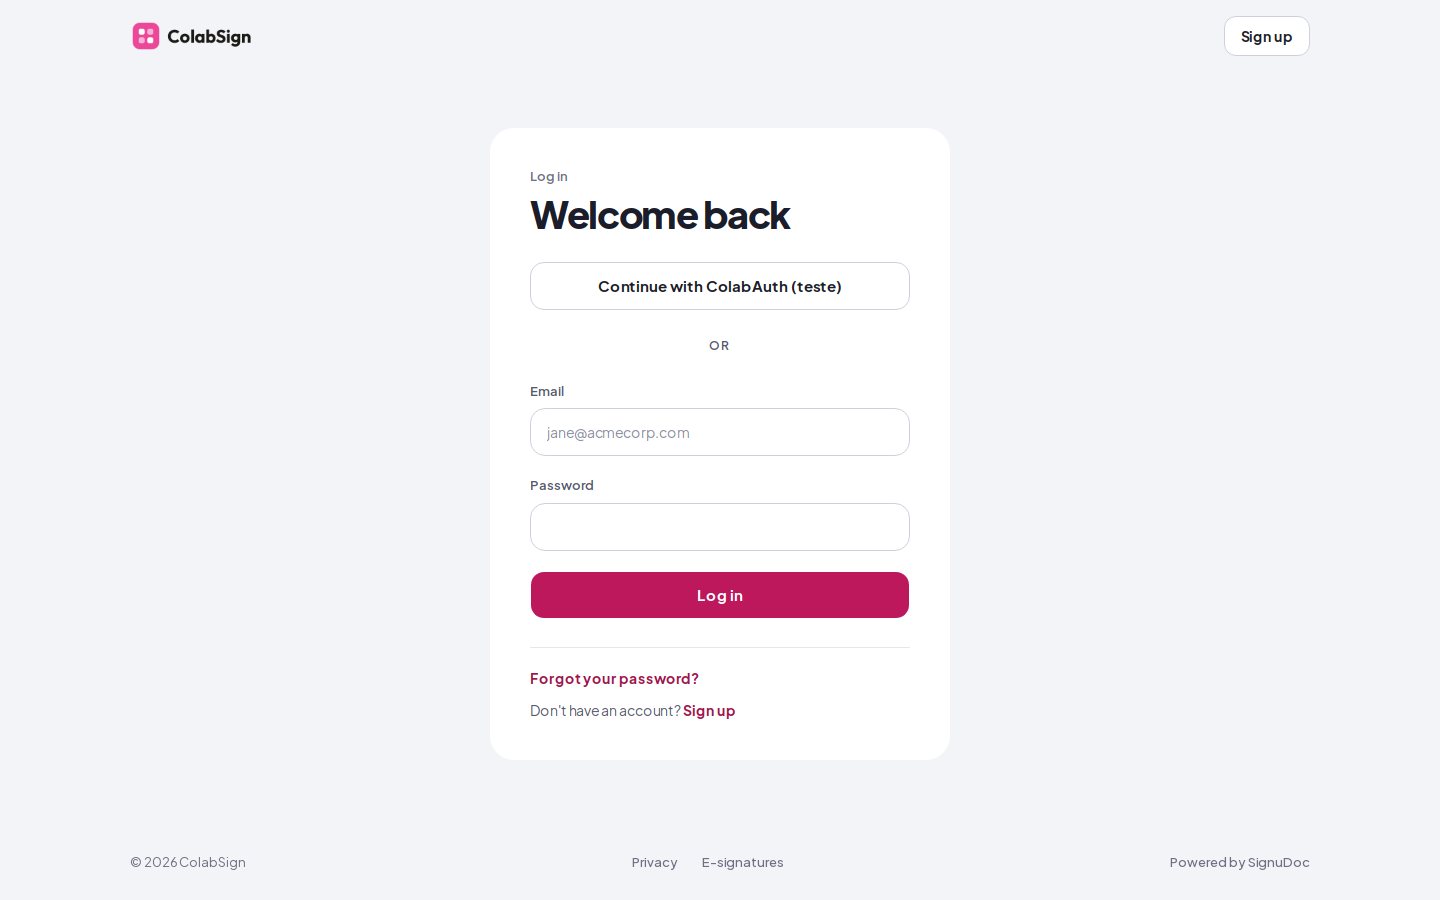 ColabSign
Sign up
Log in
Welcome back
Continue with ColabAuth (teste)
OR
Email
jane@acmecorp.com
Password
Log in
Forgot your password?
Don't have an account? Sign up
© 2026 ColabSign
Privacy
E-signatures
Powered by SignuDoc